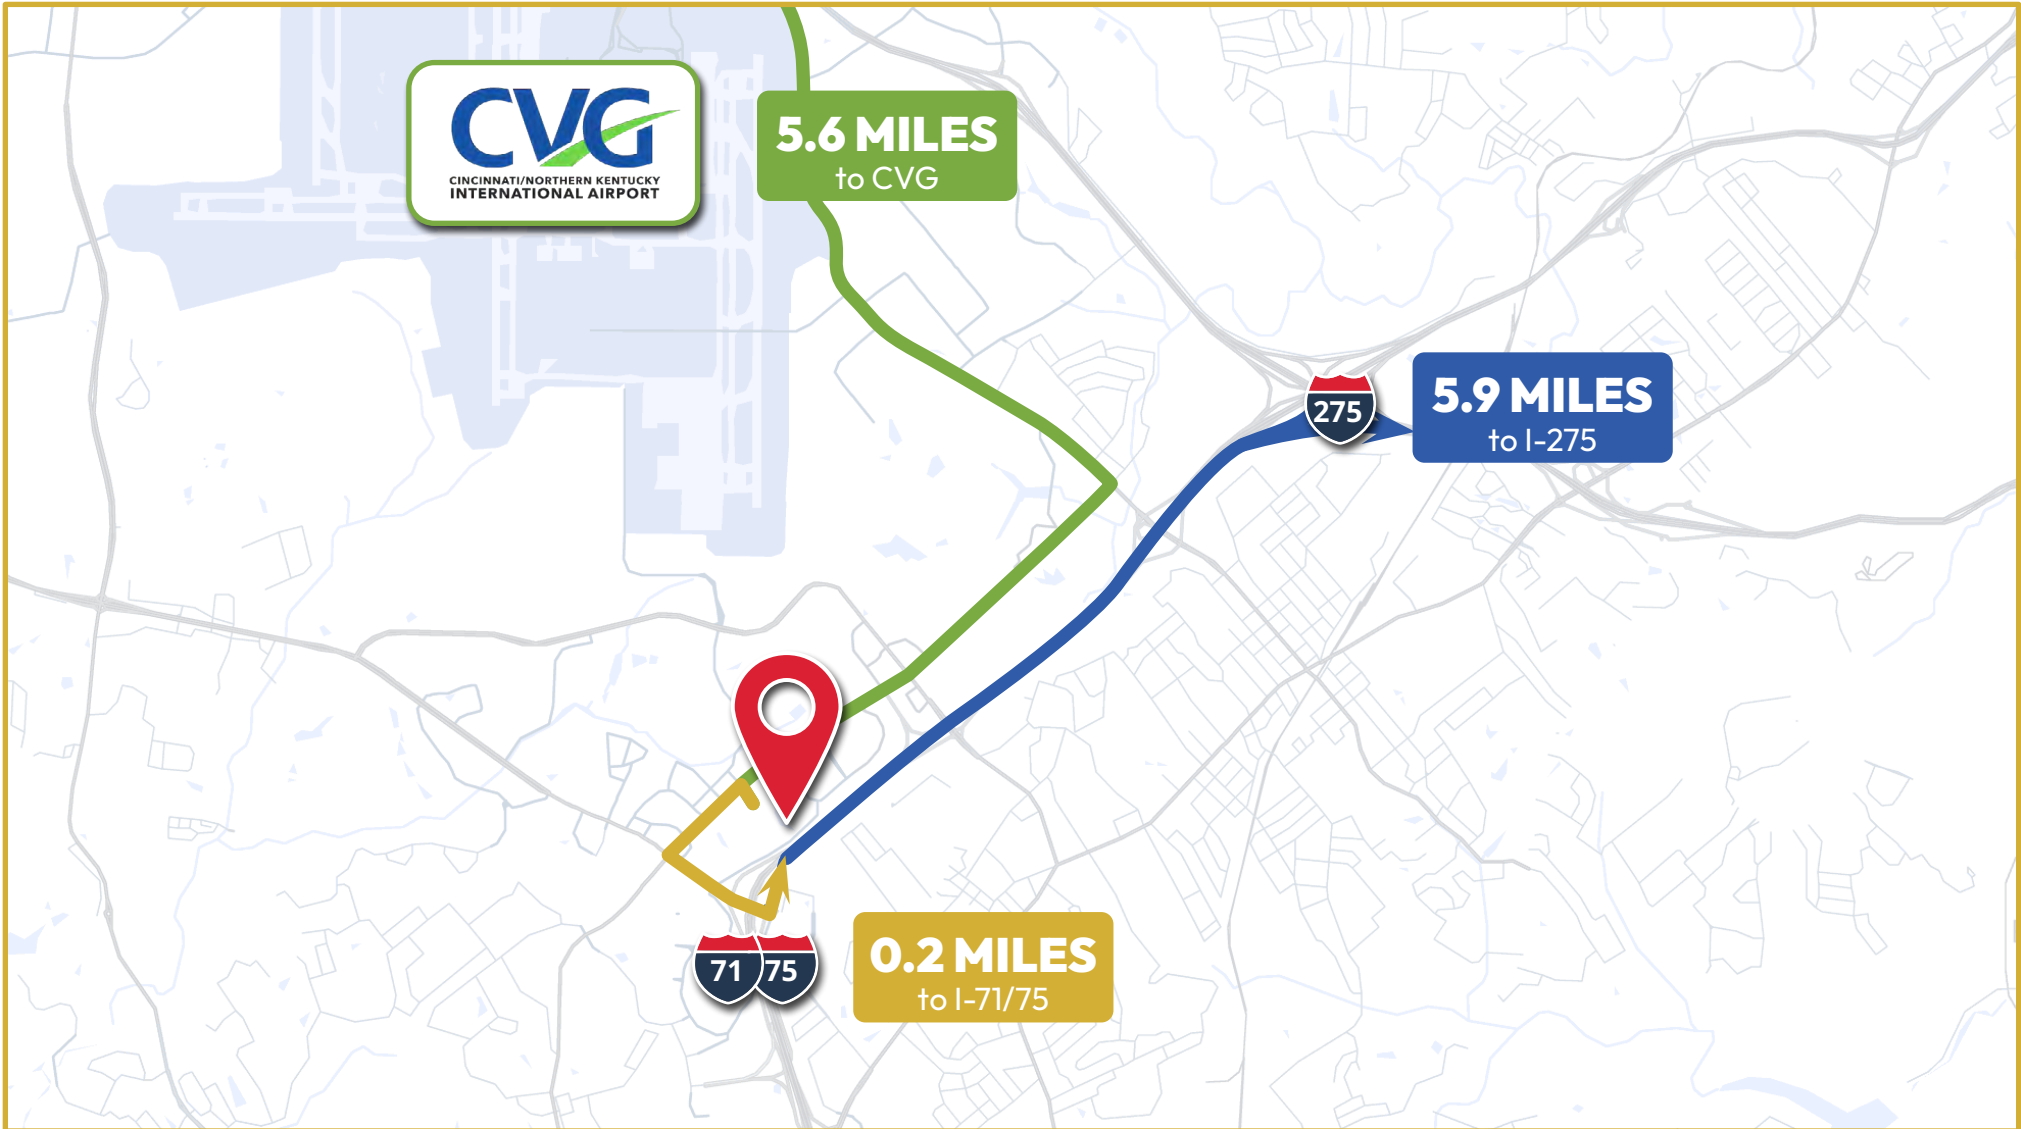 CVG
CINCINNATI/NORTHERN KENTUCKY
INTERNATIONAL AIRPORT
5.6 MILES
to CVG
275
5.9 MILES
to I-275
71
75
0.2 MILES
to I-71/75